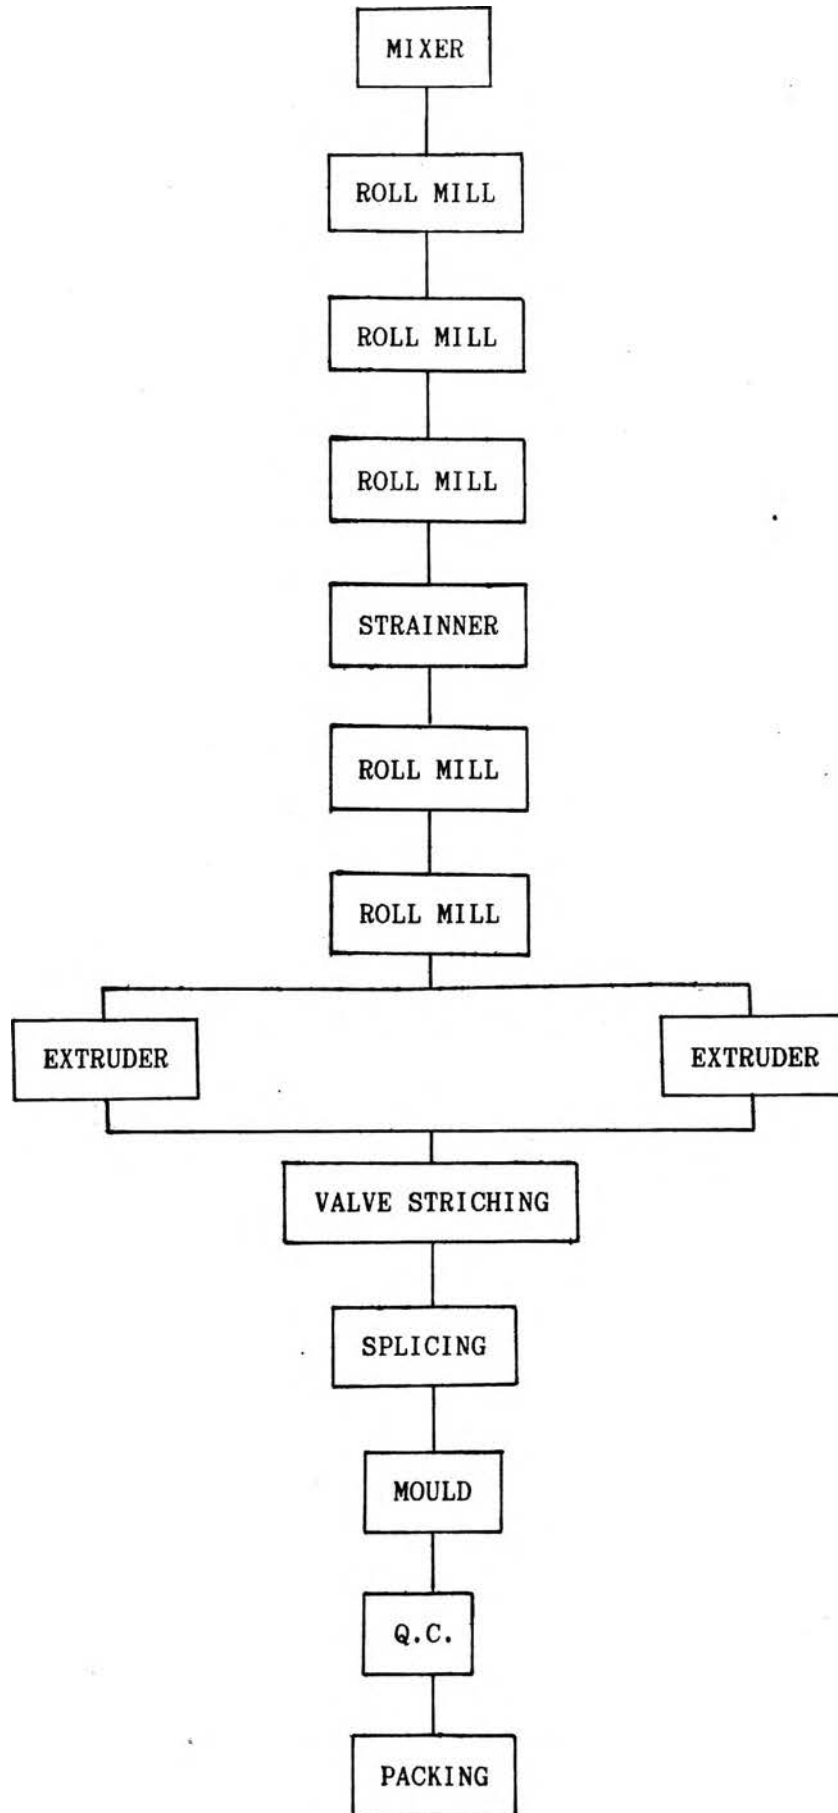 MIXER
ROLL MILL
ROLL MILL
ROLL MILL
STRAINNER
ROLL MILL
ROLL MILL
EXTRUDER
EXTRUDER
VALVE STRICHING
SPLICING
MOULD
Q.C.
PACKING